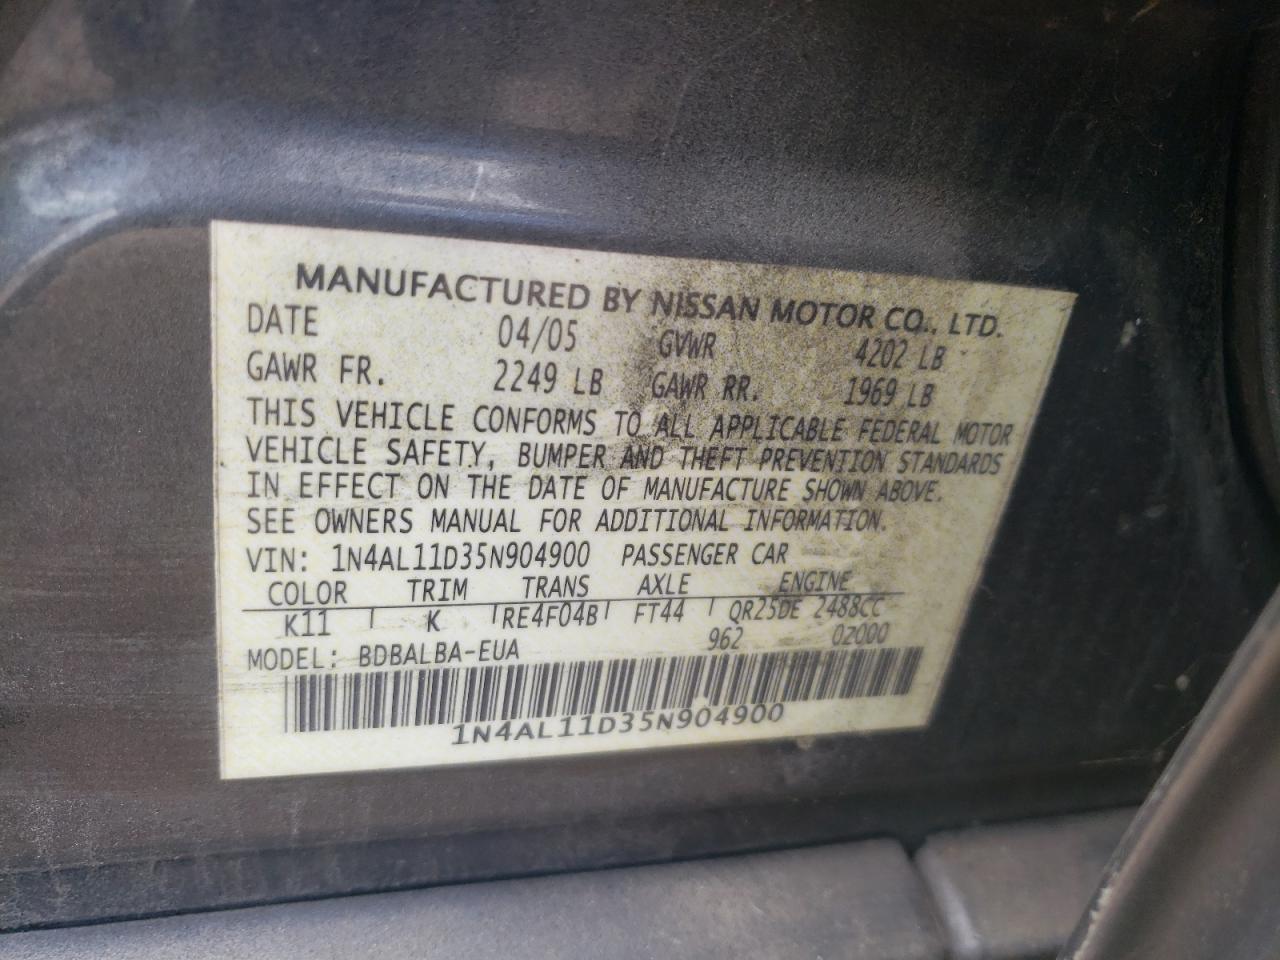 MANUFACTURED BY NISSAN MOTOR CO., LTD.
DATE 04/05 GVWR 4202 LB
GAWR FR. 2249 LB GAWR RR. 1969 LB
THIS VEHICLE CONFORMS TO ALL APPLICABLE FEDERAL MOTOR
VEHICLE SAFETY, BUMPER AND THEFT PREVENTION STANDARDS
IN EFFECT ON THE DATE OF MANUFACTURE SHOWN ABOVE.
SEE OWNERS MANUAL FOR ADDITIONAL INFORMATION.
VIN: 1N4AL11D35N904900 PASSENGER CAR
COLOR TRIM TRANS AXLE ENGINE
K11 K RE4F04B FT44 QR25DE 2488CC
MODEL: BDBALBA-EUA 962 02000
1N4AL11D35N904900